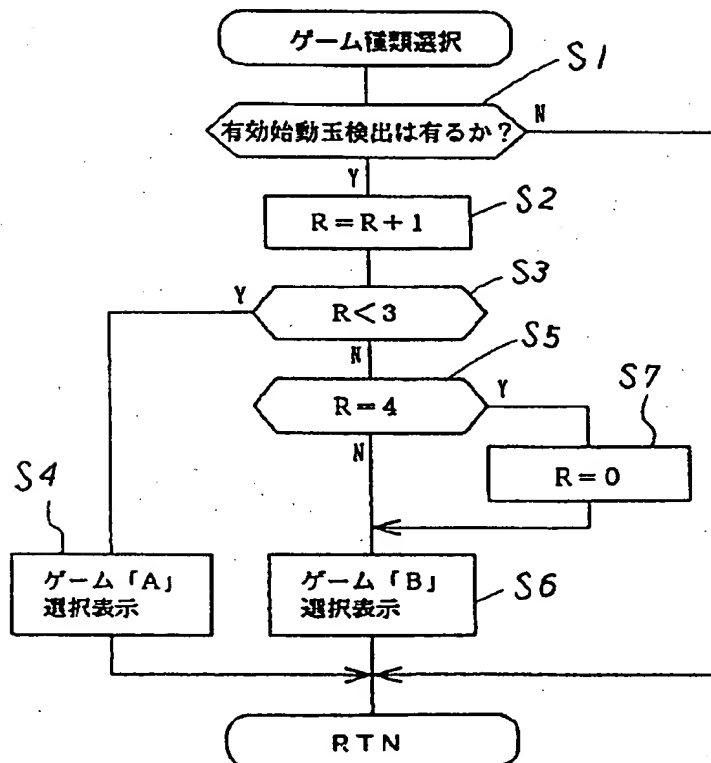 ゲーム種類選択
S1
有効始動玉検出は有るか?
N
Y
S2
R=R+1
S3
Y
R<3
N
S5
R=4
Y
S7
N
R=0
S4
ゲーム「A」
選択表示
ゲーム「B」
選択表示
S6
RTN